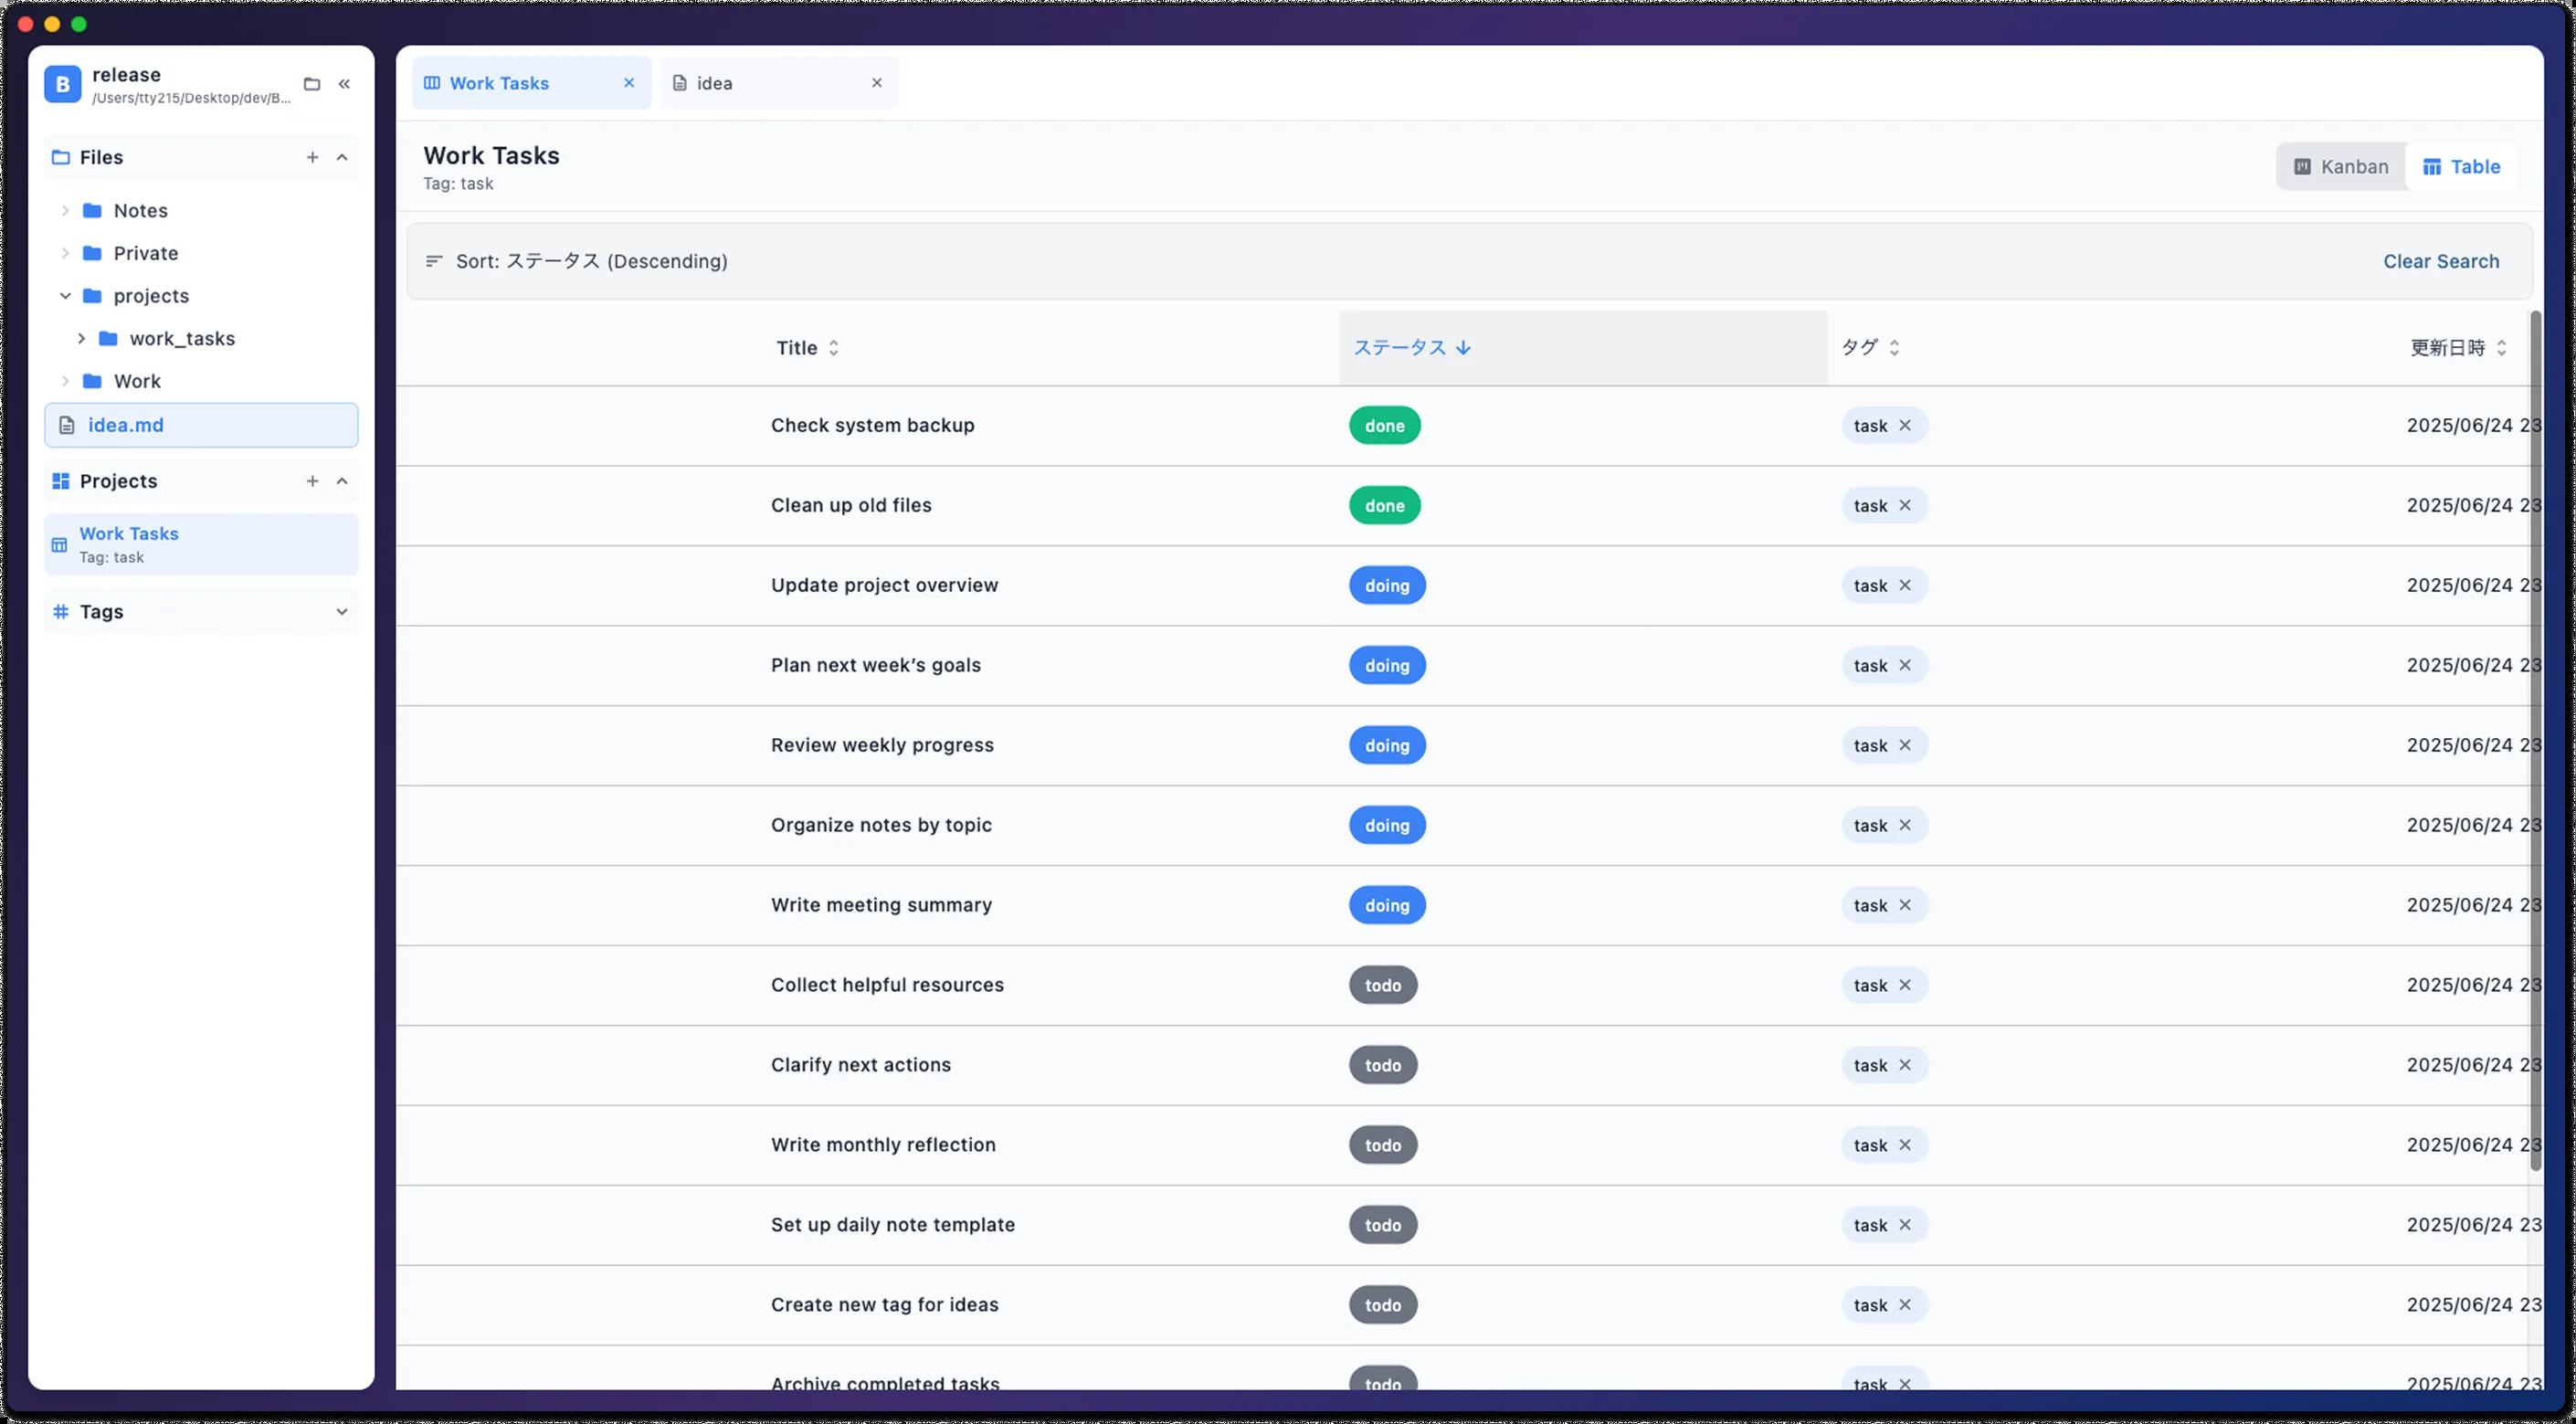 B release
/Users/tty215/Desktop/dev/B...
Files
Notes
Private
projects
work_tasks
Work
idea.md
Projects
Work Tasks
Tag: task
Tags
Work Tasks idea
Work Tasks
Tag: task
Kanban Table
Sort: ステータス (Descending)
Clear Search
Title ステータス タグ 更新日時
Check system backup done task 2025/06/24 23
Clean up old files done task 2025/06/24 23
Update project overview doing task 2025/06/24 23
Plan next week’s goals doing task 2025/06/24 23
Review weekly progress doing task 2025/06/24 23
Organize notes by topic doing task 2025/06/24 23
Write meeting summary doing task 2025/06/24 23
Collect helpful resources todo task 2025/06/24 23
Clarify next actions todo task 2025/06/24 23
Write monthly reflection todo task 2025/06/24 23
Set up daily note template todo task 2025/06/24 23
Create new tag for ideas todo task 2025/06/24 23
Archive completed tasks todo task 2025/06/24 23